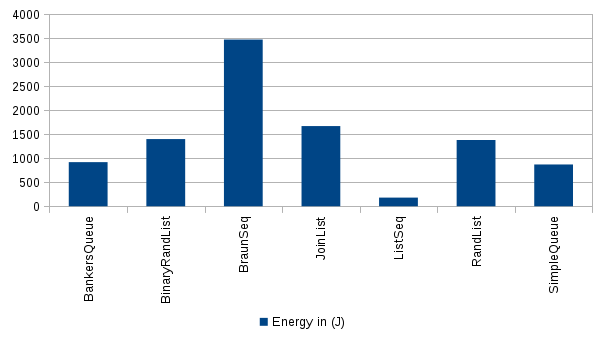 4000
3500
3000
2500
2000
1500
1000
500
0
BankersQueue
BinaryRandList
BraunSeq
JoinList
ListSeq
RandList
SimpleQueue
Energy in (J)